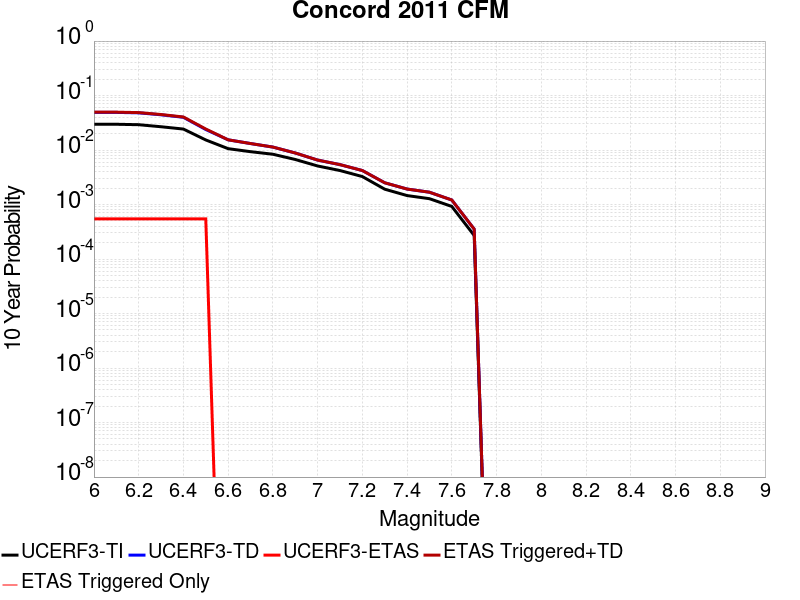 Concord 2011 CFM
10 Year Probability
10^0
10^-1
10^-2
10^-3
10^-4
10^-5
10^-6
10^-7
10^-8
6 6.2 6.4 6.6 6.8 7 7.2 7.4 7.6 7.8 8 8.2 8.4 8.6 8.8 9
Magnitude
UCERF3-TI UCERF3-TD UCERF3-ETAS ETAS Triggered+TD
ETAS Triggered Only